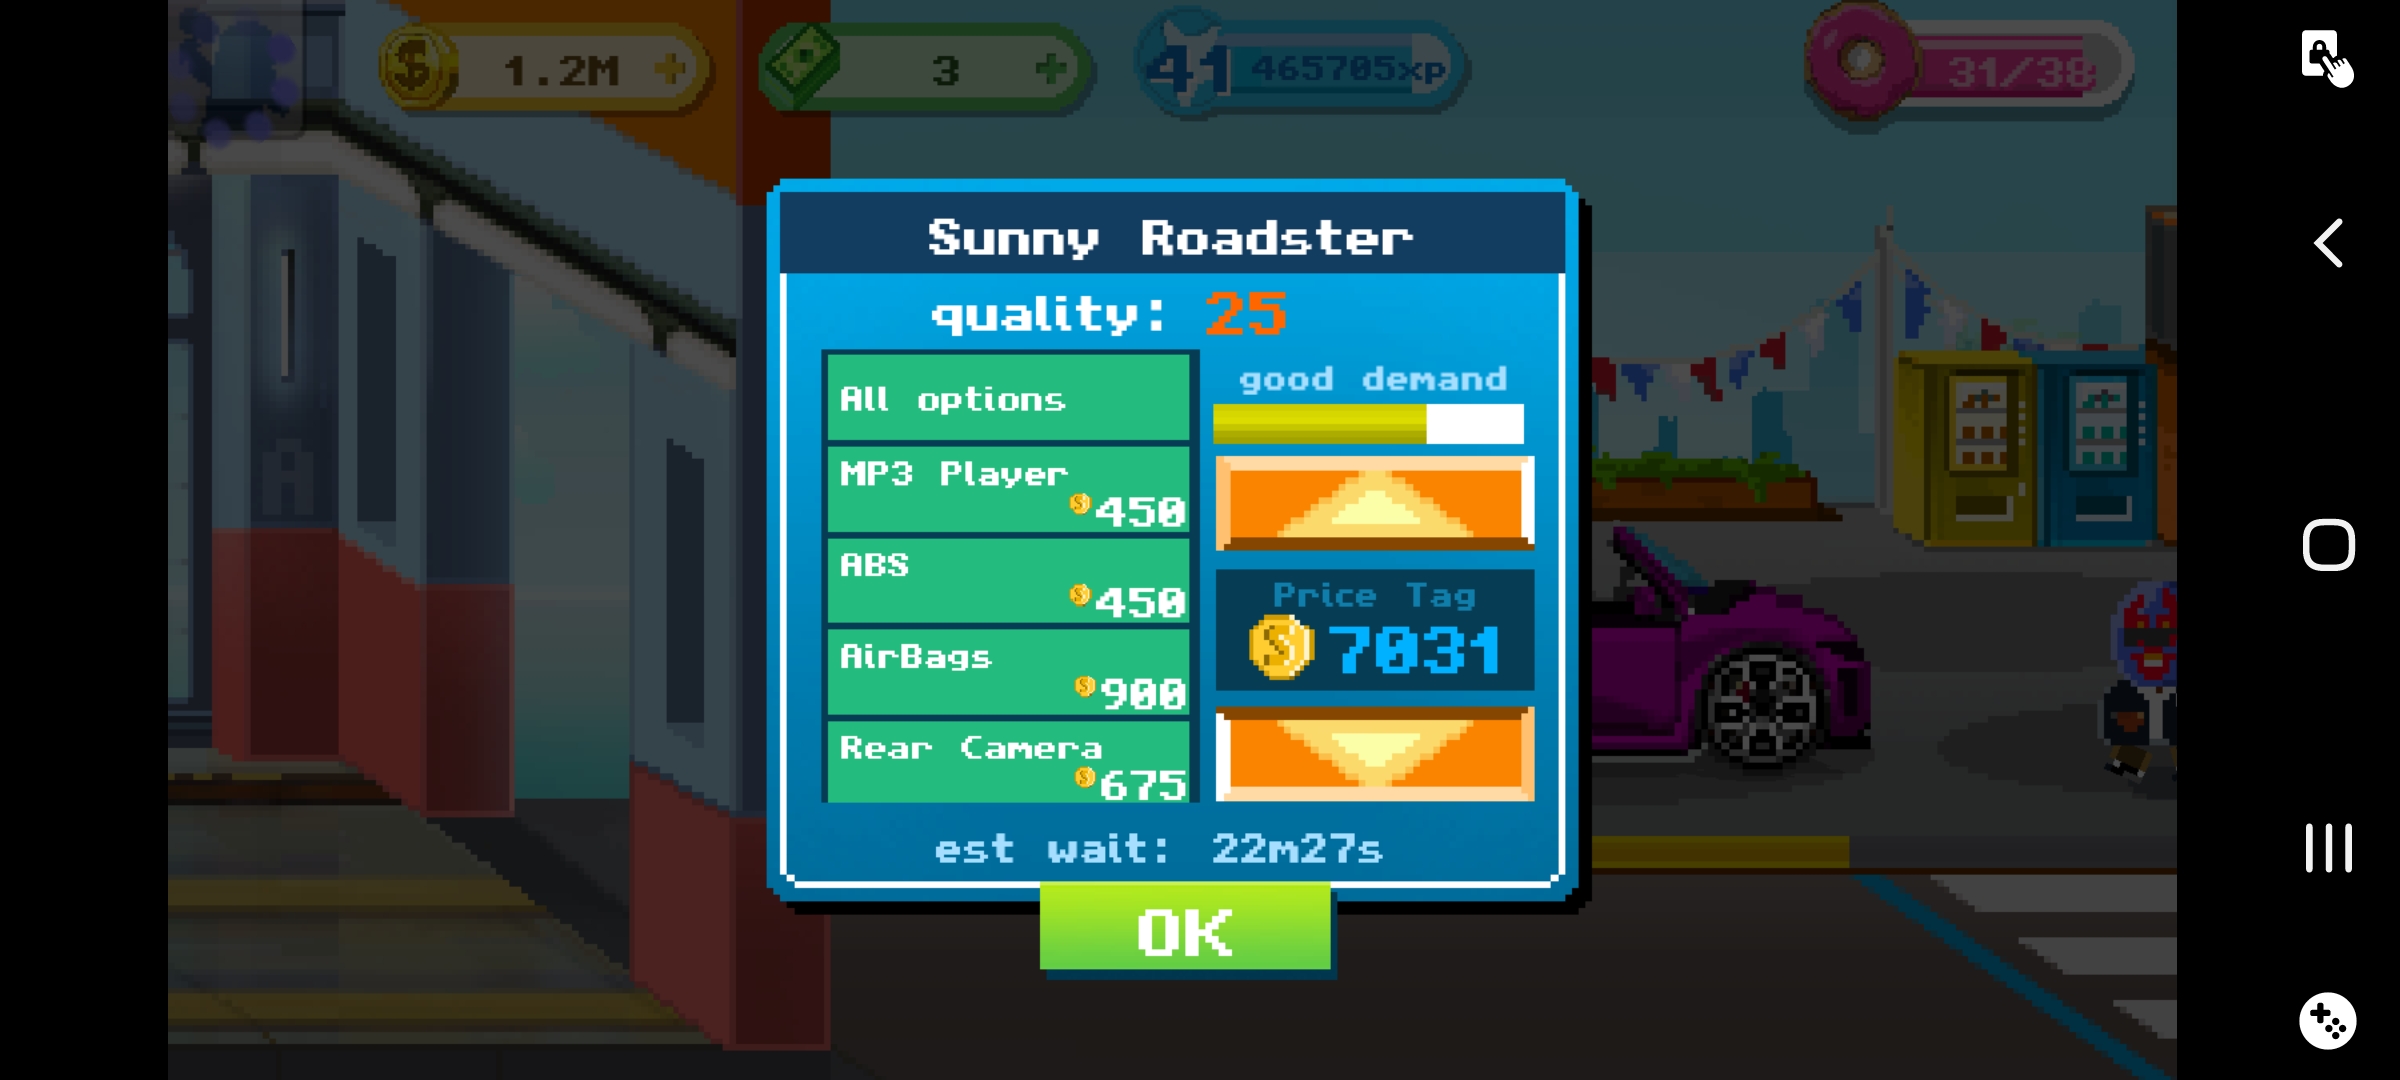 1.2M
3
41
465705xp
31/38
Sunny Roadster
quality: 25
All options
good demand
MP3 Player
450
ABS
450
Price Tag
7031
AirBags
900
Rear Camera
675
est wait: 22m27s
OK
A